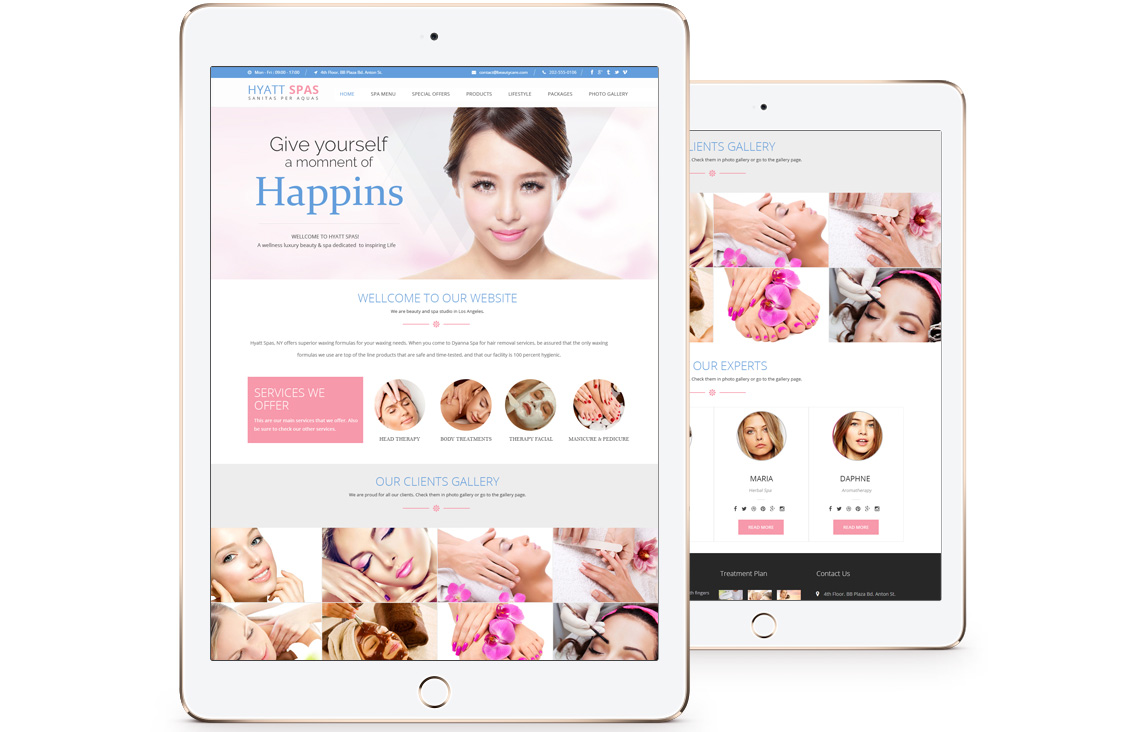 Mon - Fri : 09:00 - 17:00 / 4th Floor, BB Plaza Bd, Anton St.
contact@beautycare.com / 202-555-0106 /
HYATT SPAS
SANITAS PER AQUAS
HOME SPA MENU SPECIAL OFFERS PRODUCTS LIFESTYLE PACKAGES PHOTO GALLERY
Give yourself
a momnent of
Happins
WELLCOME TO HYATT SPAS!
A wellness luxury beauty & spa dedicated to Inspiring Life
WELLCOME TO OUR WEBSITE
We are beauty and spa studio in Los Angeles.
Hyatt Spas, NY offers superior waxing formulas for your waxing needs. When you come to Dyanna Spa for hair removal services, be assured that the only waxing
formulas we use are top of the line products that are safe and time-tested, and that our facility is 100 percent hygienic.
SERVICES WE
OFFER
This are our main services that we offer. Also
be sure to check our other services.
HEAD THERAPY BODY TREATMENTS THERAPY FACIAL MANICURE & PEDICURE
OUR CLIENTS GALLERY
We are proud for all our clients. Check them in photo gallery or go to the gallery page.
LIENTS GALLERY
. Check them in photo gallery or go to the gallery page.
OUR EXPERTS
. Check them in photo gallery or go to the gallery page.
MARIA DAPHNE
Herbal Spa Aromatherapy
READ MORE READ MORE
Treatment Plan Contact Us
4th Floor, BB Plaza Bd, Anton St.